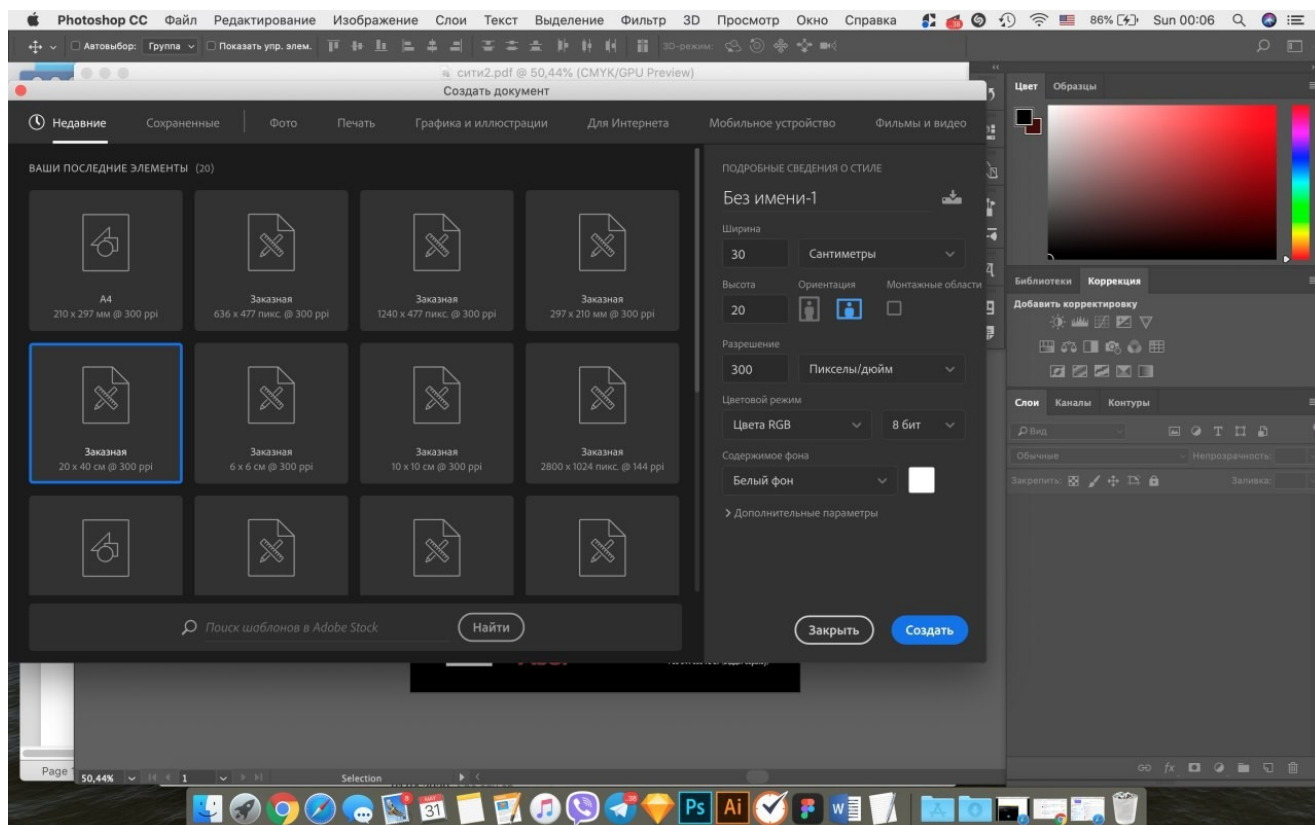 Photoshop CC Файл Редактирование Изображение Слои Текст Выделение Фильтр 3D Просмотр Окно Справка 86% Sun 00:06
Автовыбор: Группа Показать упр. элем. 3D-режим:
сити2.pdf @ 50,44% (CMYK/GPU Preview)
Создать документ
Недавние Сохраненные Фото Печать Графика и иллюстрации Для Интернета Мобильное устройство Фильмы и видео
ВАШИ ПОСЛЕДНИЕ ЭЛЕМЕНТЫ (20)
A4
210 x 297 мм @ 300 ppi
Заказная
636 x 477 пикс. @ 300 ppi
Заказная
1240 x 477 пикс. @ 300 ppi
Заказная
297 x 210 мм @ 300 ppi
Заказная
20 x 40 см @ 300 ppi
Заказная
6 x 6 см @ 300 ppi
Заказная
10 x 10 см @ 300 ppi
Заказная
2800 x 1024 пикс. @ 144 ppi
Поиск шаблонов в Adobe Stock
Найти
ПОДРОБНЫЕ СВЕДЕНИЯ О СТИЛЕ
Без имени-1
Ширина
30 Сантиметры
Высота Ориентация Монтажные области
20
Разрешение
300 Пикселы/дюйм
Цветовой режим
Цвета RGB 8 бит
Содержимое фона
Белый фон
Дополнительные параметры
Закрыть Создать
Цвет Образцы
Библиотеки Коррекция
Добавить корректировку
Слои Каналы Контуры
Вид
Обычные Непрозрачность:
Закрепить: Заливка:
fx
Page
50,44% 1 Selection
MAY
31
Ps Ai